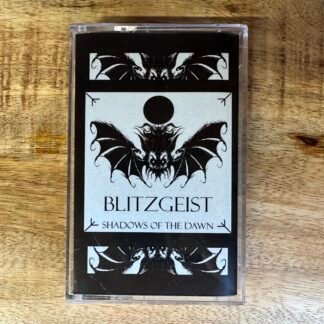 BLITZGEIST
SHADOWS OF THE DAWN